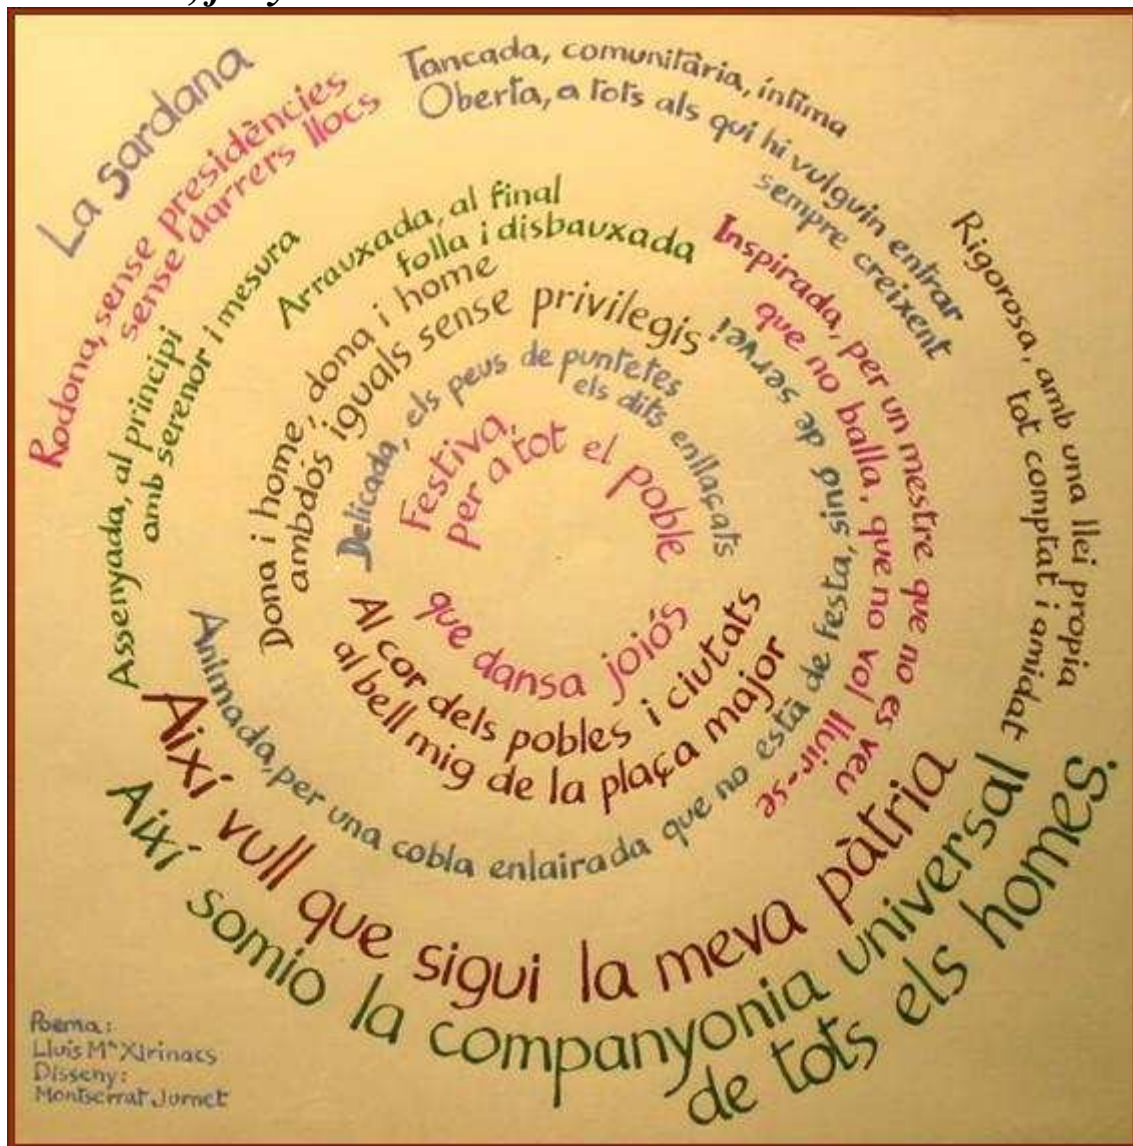 La sardana
Rodona, sense presidències
sense darrers llocs
Tancada, comunitària, íntima
Oberta, a tots als qui hi vulguin entrar
sempre creixent
Rigorosa, amb una llei propia
tot comptat i amidat
Assenyada, al principi
amb serenor i mesura
Arrauxada, al final
folla i disbauxada
Inspirada, per un mestre que no es veu
que no balla, que no vol lluir-se
Animada, per una cobla enlairada que no està de festa, sinó de servei
Dona i home, dona i home
ambdós iguals sense privilegis
Delicada, els peus de puntetes
els dits enllaçats
Al cor dels pobles i ciutats
al bell mig de la plaça major
Festiva,
per a tot el poble
que dansa joiós
Així vull que sigui la meva pàtria
Així somio la companyonia universal
de tots els homes.
Poema:
Lluís Mª Xirinacs
Disseny:
Montserrat Jornet